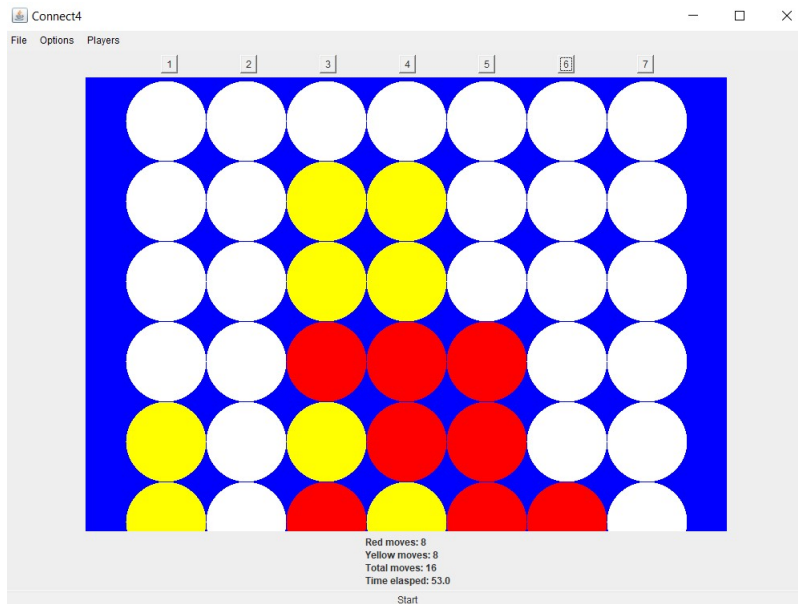 Connect4
File Options Players
1 2 3 4 5 6 7
Red moves: 8
Yellow moves: 8
Total moves: 16
Time elasped: 53.0
Start